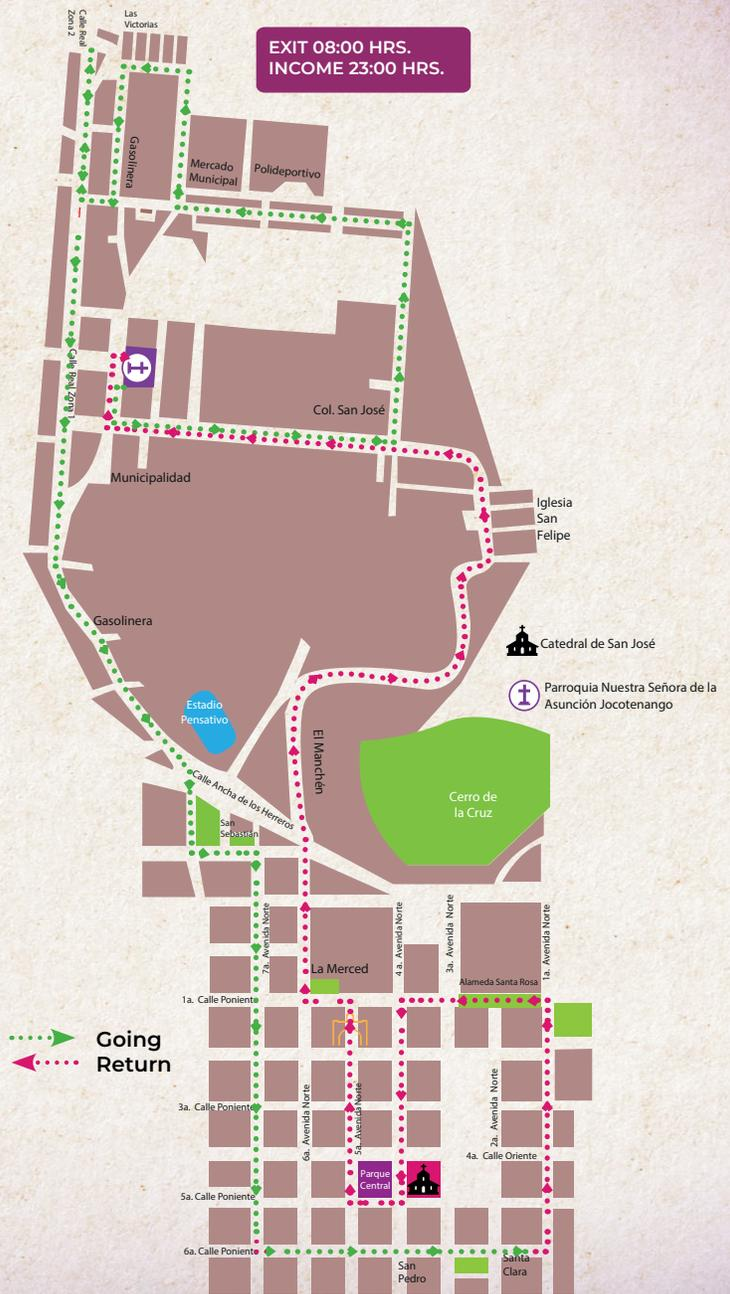 Calle Real
Zona 2
Las
Victorias
EXIT 08:00 HRS.
INCOME 23:00 HRS.
Gasolinera
Mercado
Municipal
Polideportivo
Calle Real Zona 1
Col. San José
Municipalidad
Iglesia
San
Felipe
Gasolinera
Catedral de San José
Parroquia Nuestra Señora de la
Asunción Jocotenango
Estadio
Pensativo
El Manchén
Calle Ancha de los Herreros
Cerro de
la Cruz
San
Sebastián
7a. Avenida Norte
4 a. Avenida Norte
3a. Avenida Norte
1a. Avenida Norte
La Merced
Alameda Santa Rosa
1a. Calle Poniente
Going
Return
3a. Calle Poniente
6a. Avenida Norte
5a. Avenida Norte
2a. Avenida Norte
4a. Calle Oriente
Parque
Central
5a. Calle Poniente
6a. Calle Poniente
San
Pedro
Santa
Clara